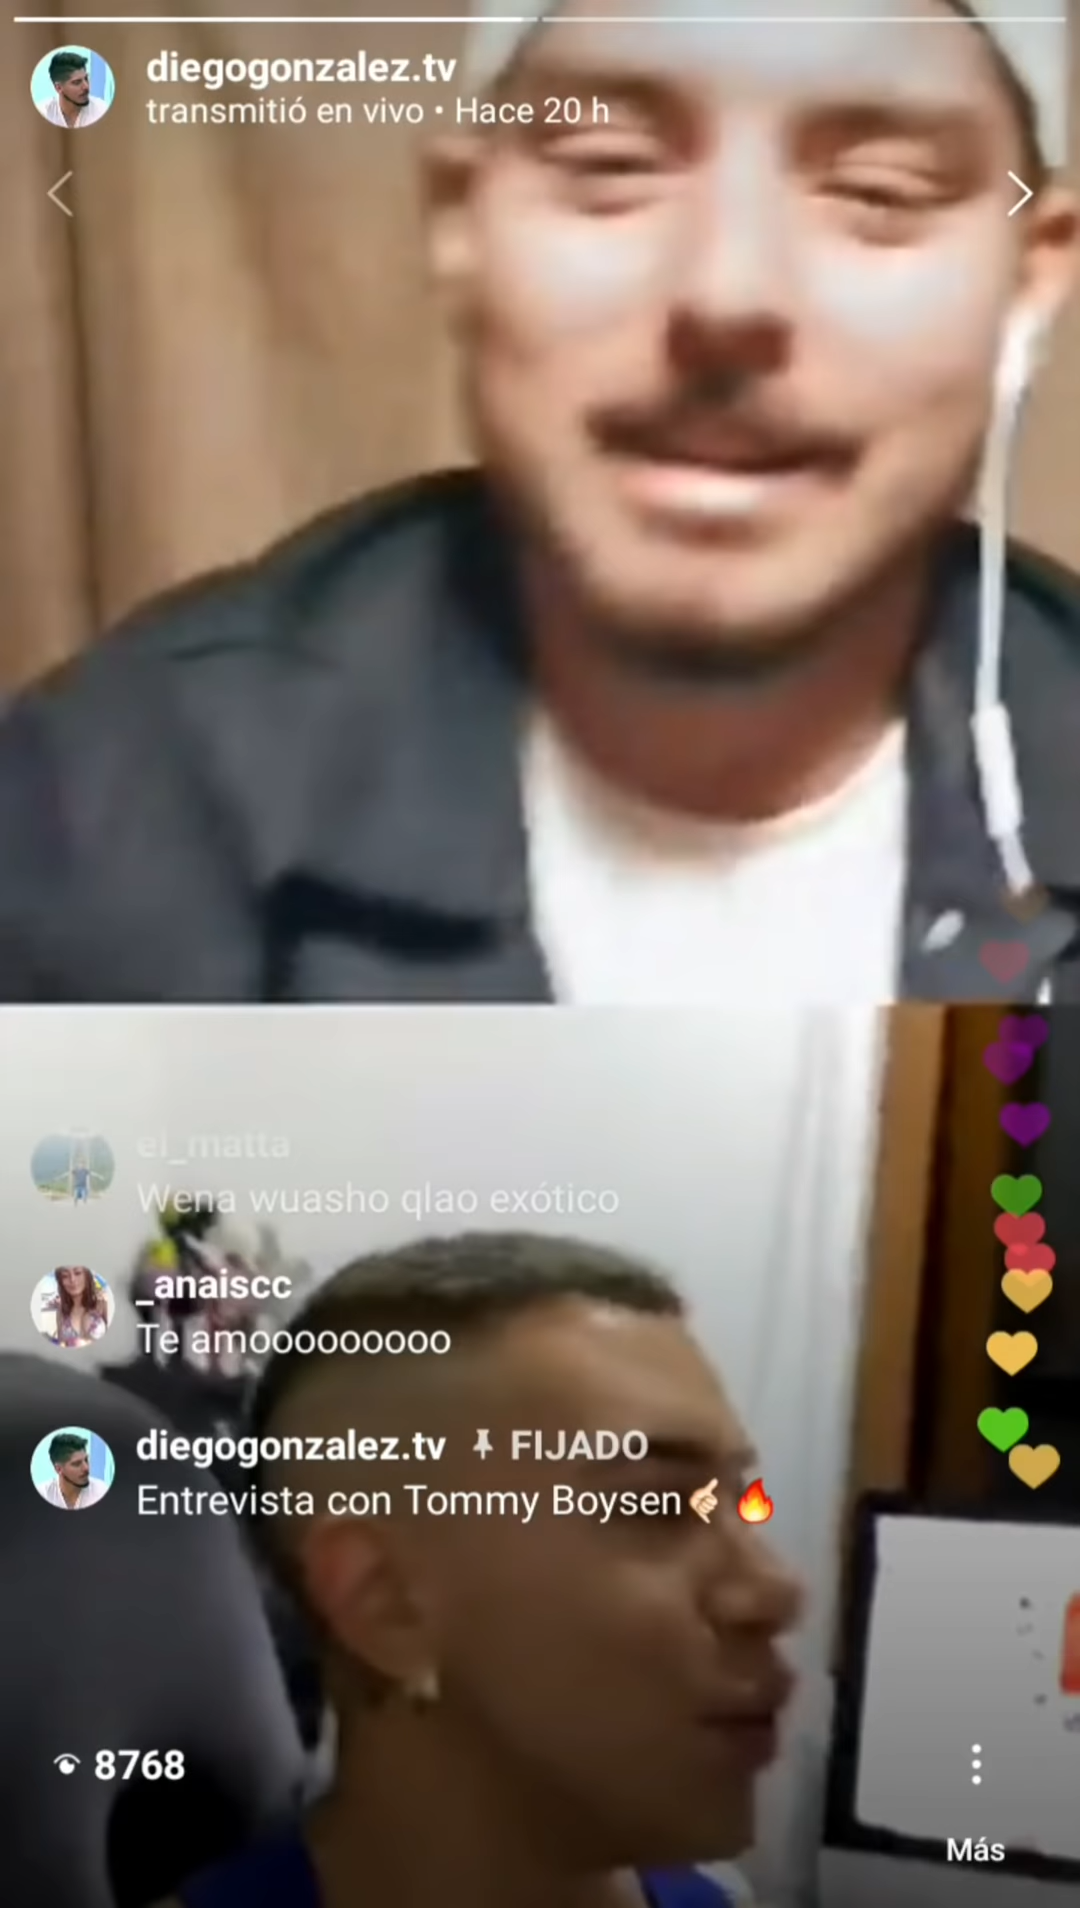 diegogonzalez.tv
transmitió en vivo • Hace 20 h
el_matta
Wena wuasho qlao exótico
_anaiscc
Te amooooooooo
diegogonzalez.tv FIJADO
Entrevista con Tommy Boysen🤙🏻🔥
8768
Más